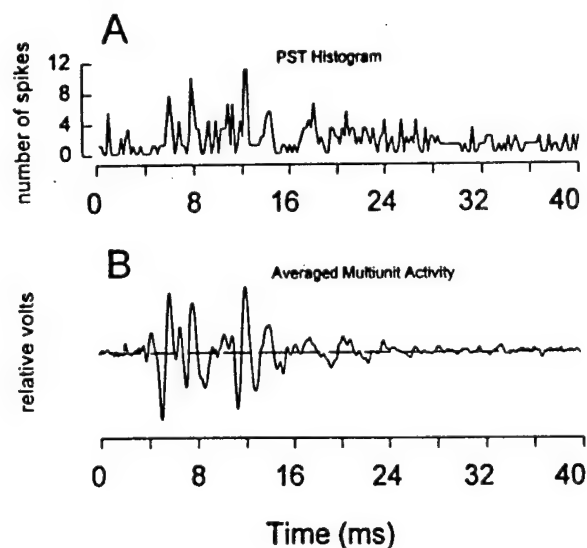 A
PST Histogram
number of spikes
12
8
4
0
0 8 16 24 32 40
B
Averaged Multiunit Activity
relative volts
0 8 16 24 32 40
Time (ms)